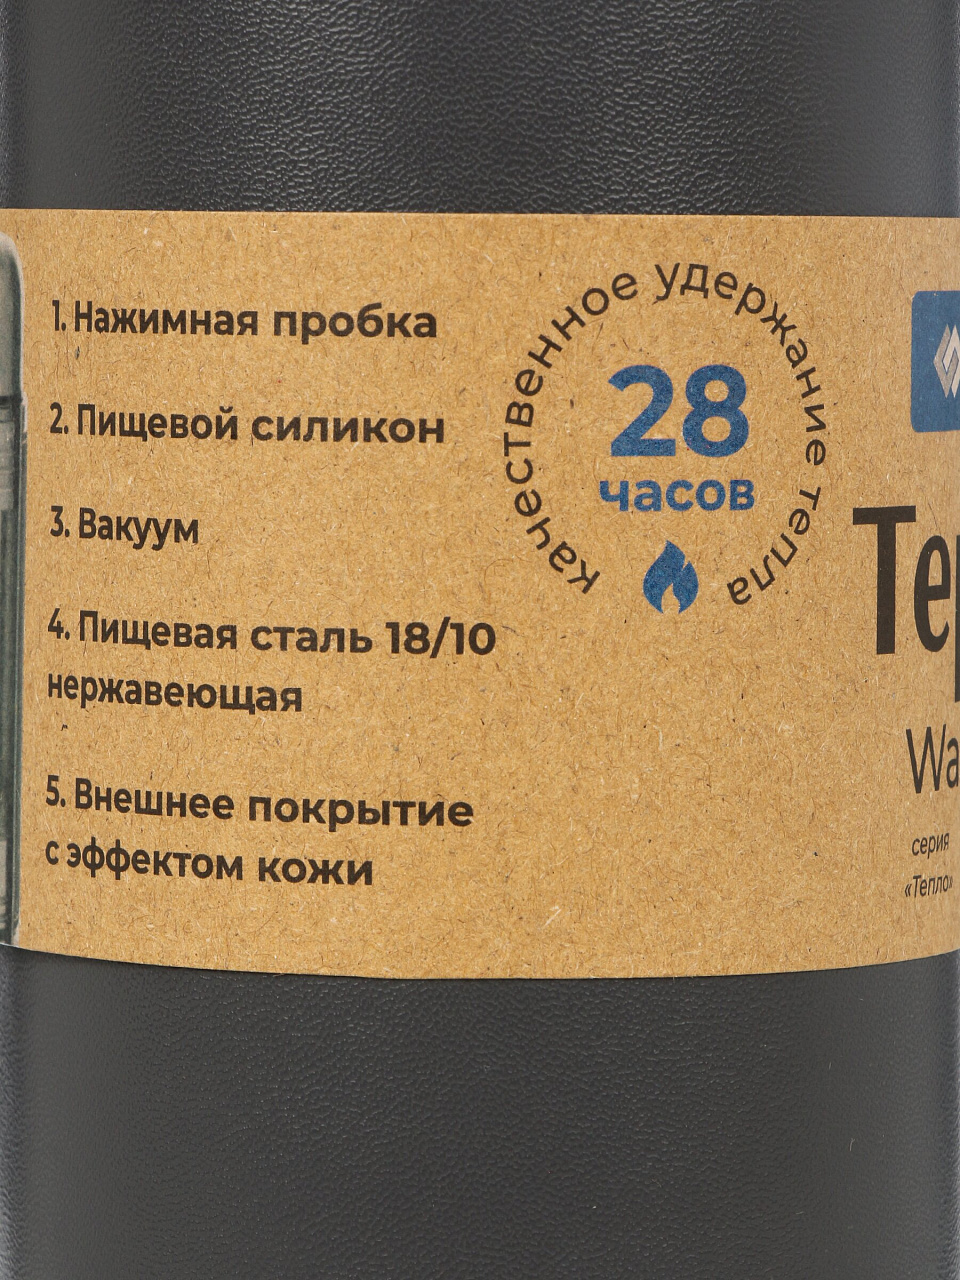 1. Нажимная пробка
2. Пищевой силикон
3. Вакуум
4. Пищевая сталь 18/10
нержавеющая
5. Внешнее покрытие
с эффектом кожи
качественное удержание тепла
28
часов
Тер
Wa
серия
«Тепло»